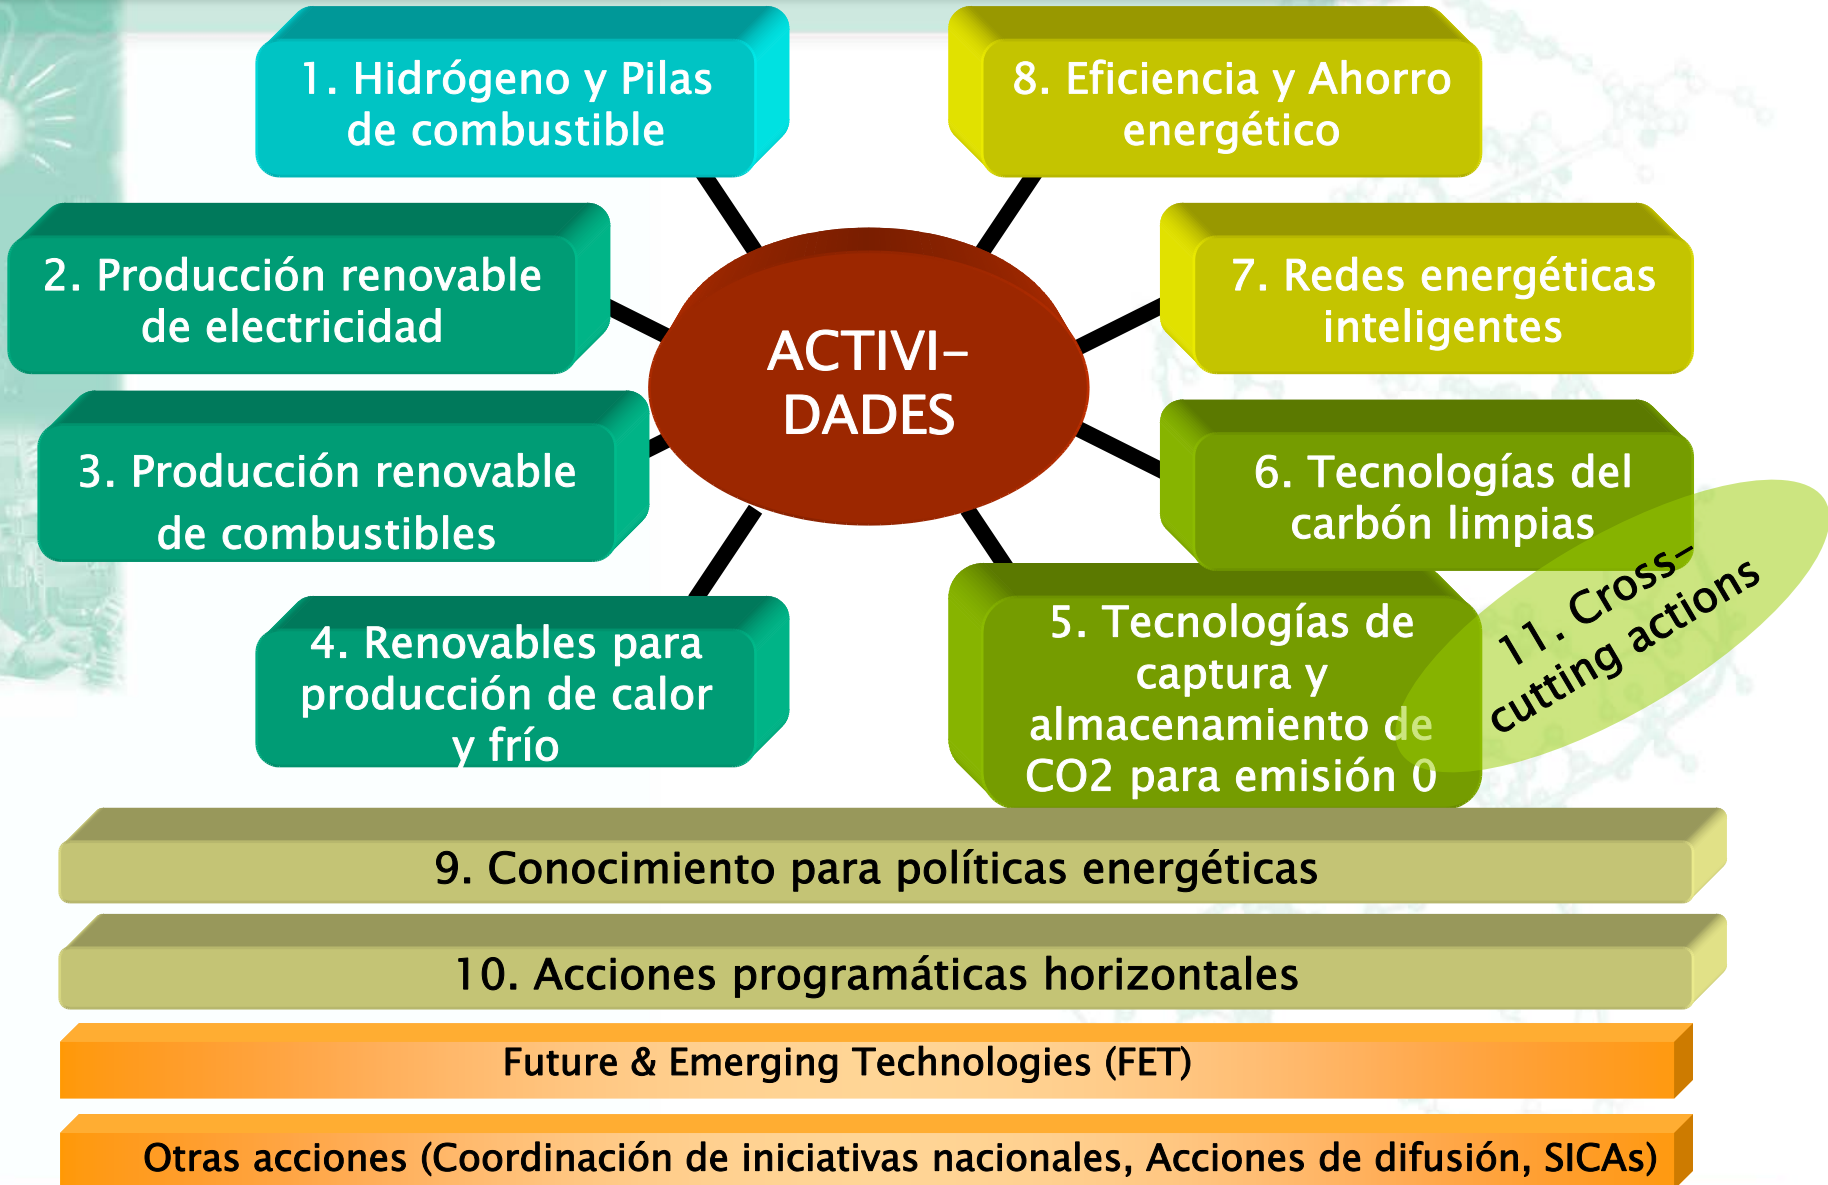 1. Hidrógeno y Pilas
de combustible
8. Eficiencia y Ahorro
energético
2. Producción renovable
de electricidad
7. Redes energéticas
inteligentes
ACTIVI-
DADES
3. Producción renovable
de combustibles
6. Tecnologías del
carbón limpias
11. Cross-
cutting actions
4. Renovables para
producción de calor
y frío
5. Tecnologías de
captura y
almacenamiento de
CO2 para emisión 0
9. Conocimiento para políticas energéticas
10. Acciones programáticas horizontales
Future & Emerging Technologies (FET)
Otras acciones (Coordinación de iniciativas nacionales, Acciones de difusión, SICAs)